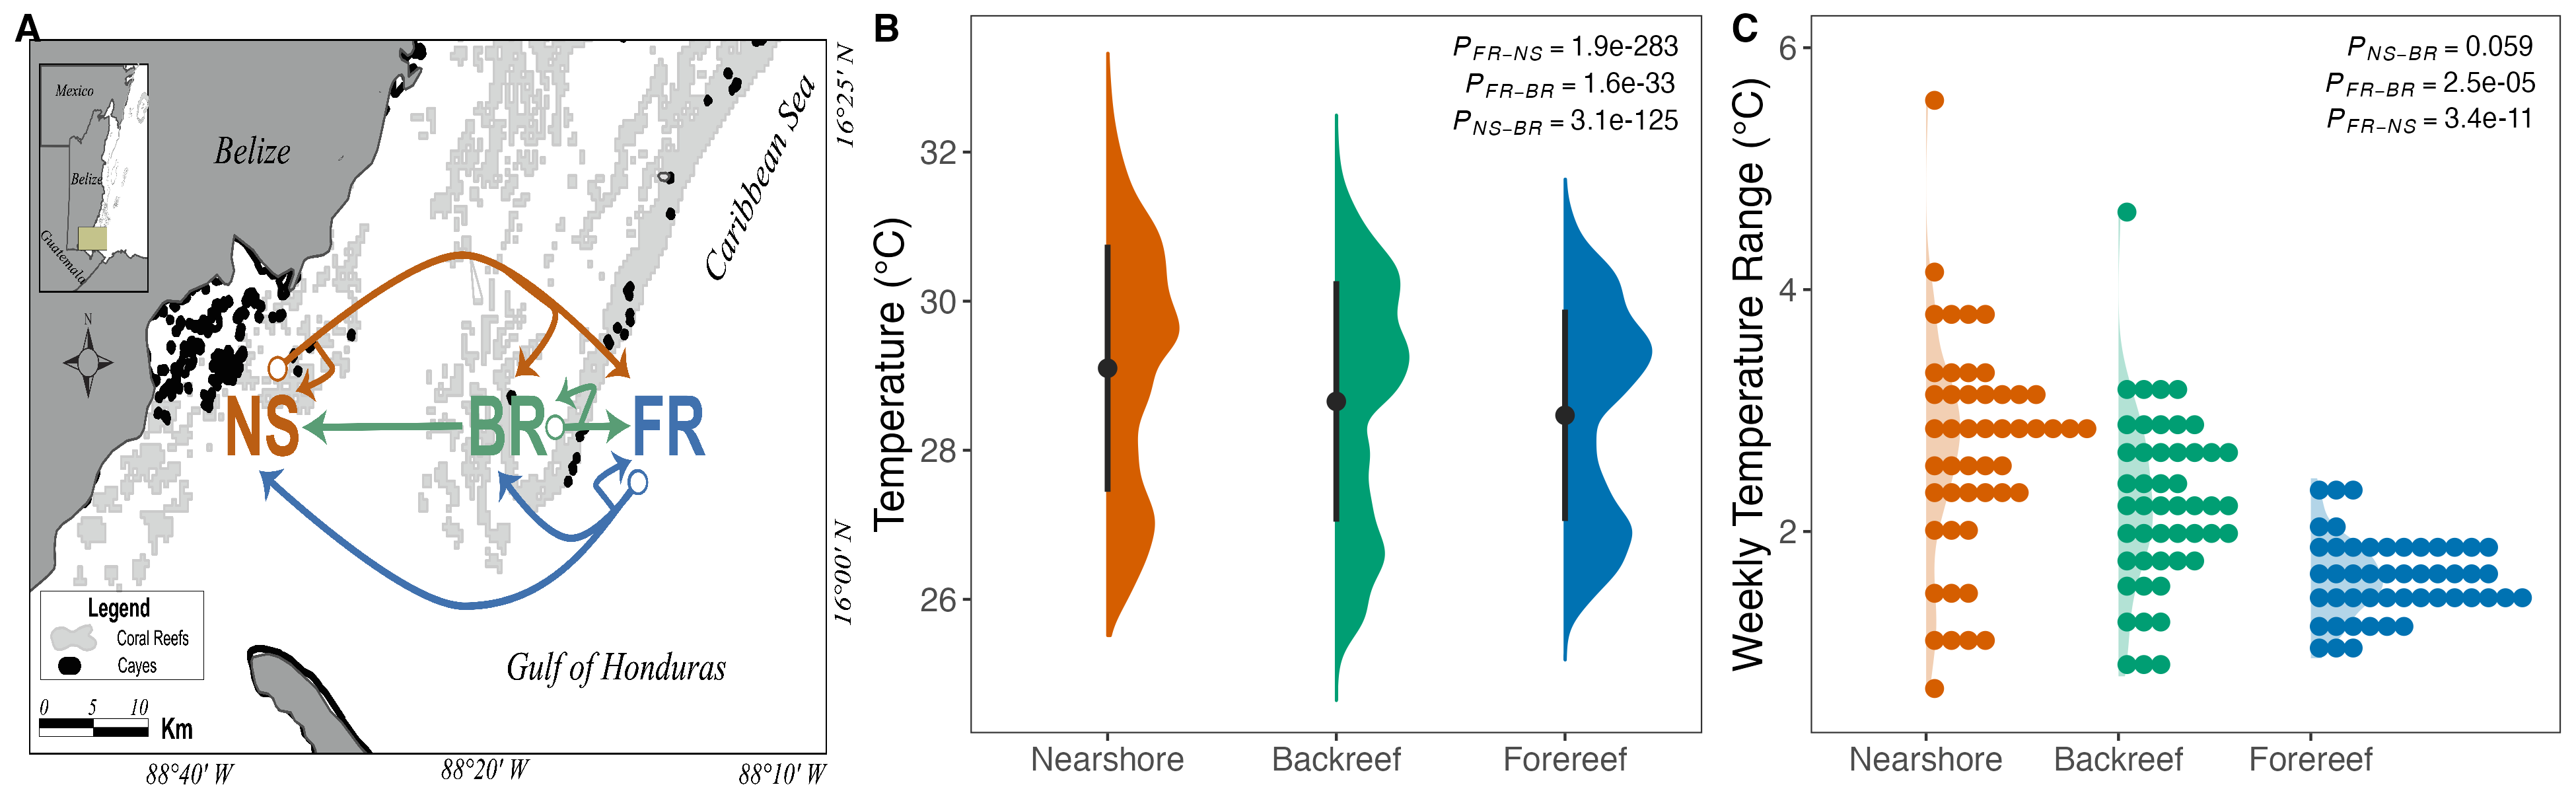 A
Mexico
Belize
Guatemala
Belize
Caribbean Sea
16°25' N
N
NS
BR
FR
16°00' N
Legend
Coral Reefs
Cayes
0 5 10
Km
Gulf of Honduras
88°40' W 88°20' W 88°10' W
B
P_FR−NS = 1.9e-283
P_FR−BR = 1.6e-33
P_NS−BR = 3.1e-125
Temperature (°C)
32
30
28
26
Nearshore Backreef Forereef
C
P_NS−BR = 0.059
P_FR−BR = 2.5e-05
P_FR−NS = 3.4e-11
Weekly Temperature Range (°C)
6
4
2
Nearshore Backreef Forereef